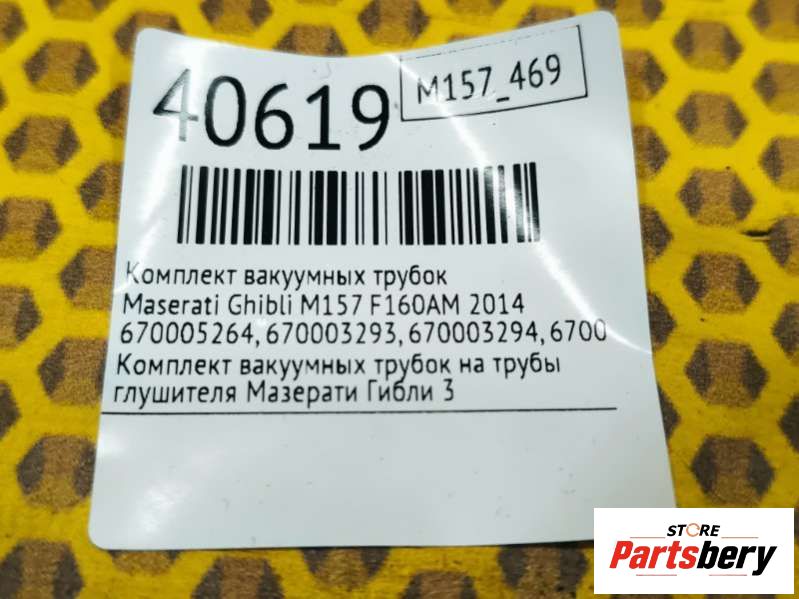 40619
M157_469
Комплект вакуумных трубок
Maserati Ghibli M157 F160AM 2014
670005264, 670003293, 670003294, 6700
Комплект вакуумных трубок на трубы
глушителя Мазерати Гибли 3
STORE
Partsbery